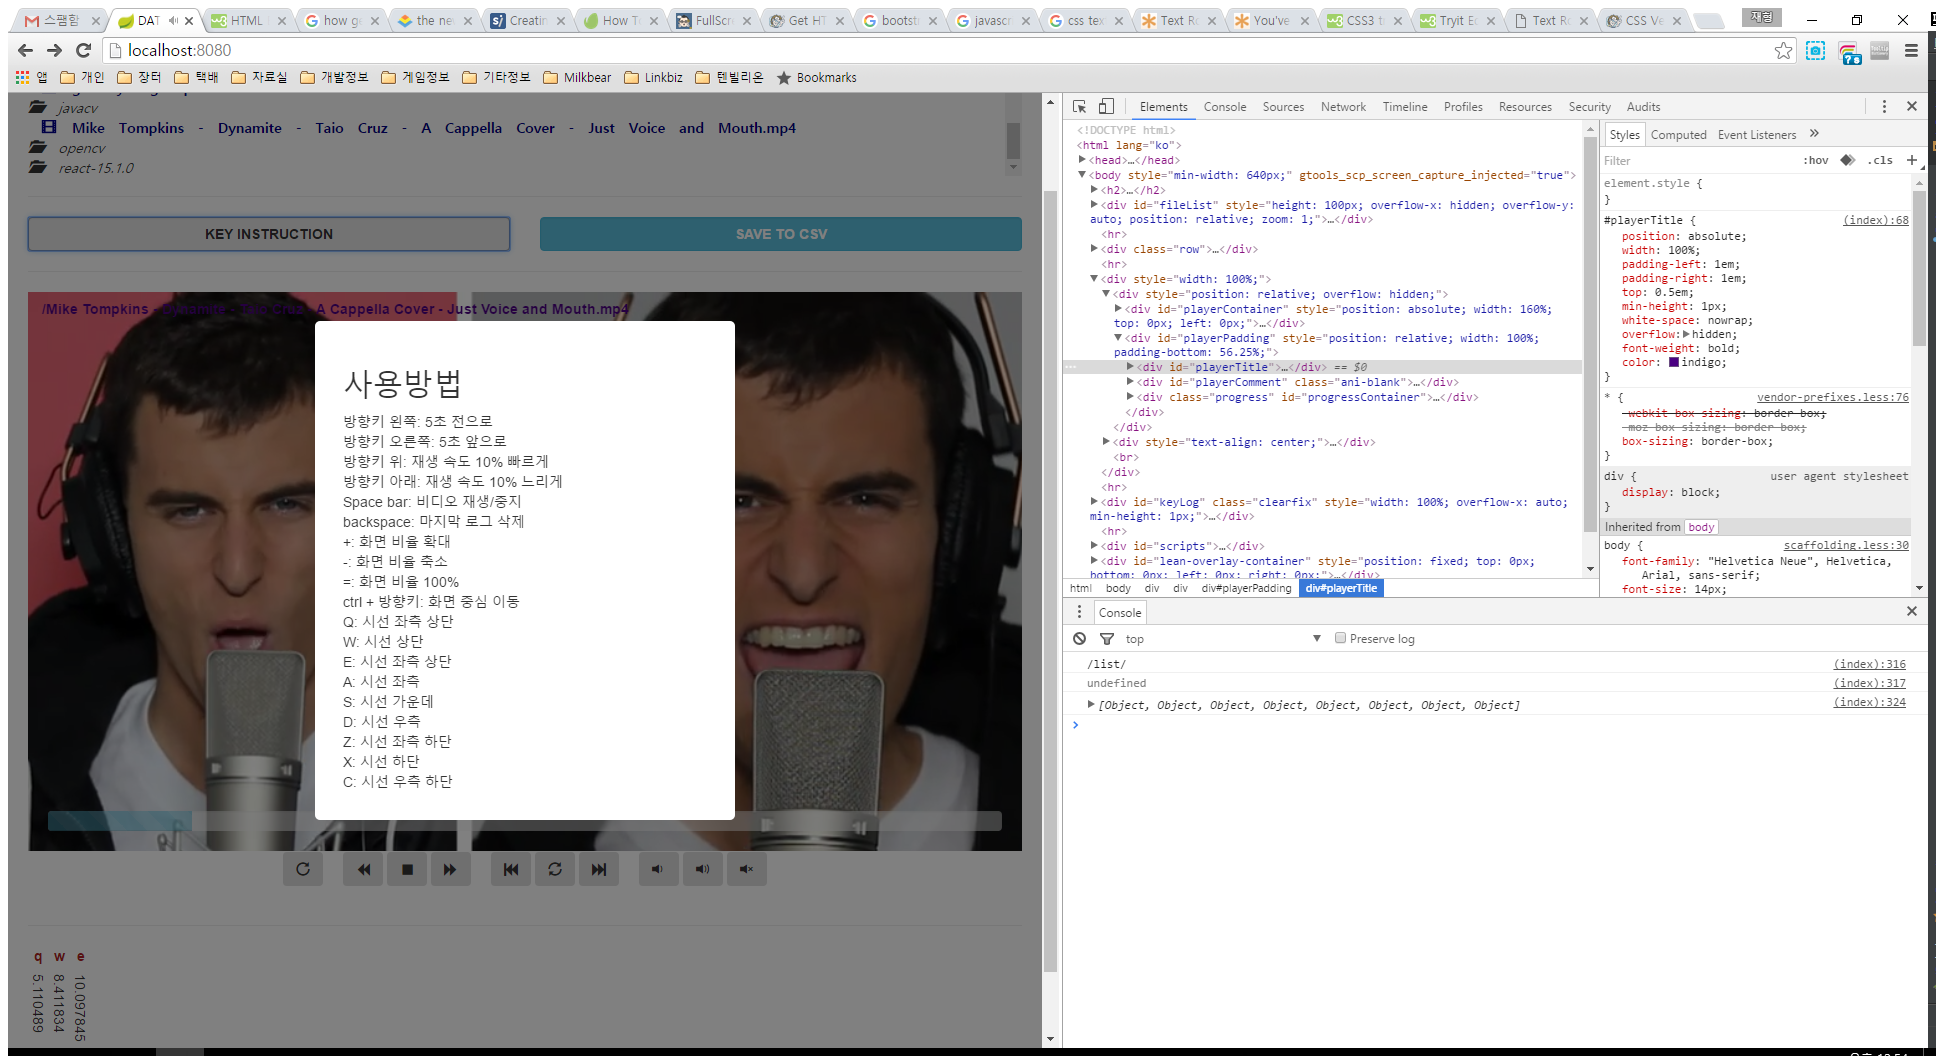 스팸함
DAT
HTML
how g
the ne
Creatin
How T
FullScr
Get HT
bootst
javascr
css tex
Text Ro
You've
CSS3 t
Tryit E
Text Ro
CSS Ve
재형
localhost:8080
앱 개인 장터 택배 자료실 개발정보 게임정보 기타정보 Milkbear Linkbiz 텐빌리온 Bookmarks
javacv
Mike Tompkins - Dynamite - Taio Cruz - A Cappella Cover - Just Voice and Mouth.mp4
opencv
react-15.1.0
KEY INSTRUCTION
SAVE TO CSV
/Mike Tompkins - Dynamite - Taio Cruz - A Cappella Cover - Just Voice and Mouth.mp4
사용방법
방향키 왼쪽: 5초 전으로
방향키 오른쪽: 5초 앞으로
방향키 위: 재생 속도 10% 빠르게
방향키 아래: 재생 속도 10% 느리게
Space bar: 비디오 재생/중지
backspace: 마지막 로그 삭제
+: 화면 비율 확대
-: 화면 비율 축소
=: 화면 비율 100%
ctrl + 방향키: 화면 중심 이동
Q: 시선 좌측 상단
W: 시선 상단
E: 시선 좌측 상단
A: 시선 좌측
S: 시선 가운데
D: 시선 우측
Z: 시선 좌측 하단
X: 시선 하단
C: 시선 우측 하단
q w e
5.110489
8.411834
10.097845
Elements Console Sources Network Timeline Profiles Resources Security Audits
<!DOCTYPE html>
<html lang="ko">
<head>…</head>
<body style="min-width: 640px;" gtools_scp_screen_capture_injected="true">
<h2>…</h2>
<div id="fileList" style="height: 100px; overflow-x: hidden; overflow-y:
auto; position: relative; zoom: 1;">…</div>
<hr>
<div class="row">…</div>
<hr>
<div style="width: 100%;">
<div style="position: relative; overflow: hidden;">
<div id="playerContainer" style="position: absolute; width: 160%;
top: 0px; left: 0px;">…</div>
<div id="playerPadding" style="position: relative; width: 100%;
padding-bottom: 56.25%;">
<div id="playerTitle">…</div> == $0
<div id="playerComment" class="ani-blank">…</div>
<div class="progress" id="progressContainer">…</div>
</div>
</div>
<div style="text-align: center;">…</div>
<br>
</div>
<hr>
<div id="keyLog" class="clearfix" style="width: 100%; overflow-x: auto;
min-height: 1px;">…</div>
<hr>
<div id="scripts">…</div>
<div id="lean-overlay-container" style="position: fixed; top: 0px;
bottom: 0px; left: 0px; right: 0px;">…</div>
html body div div div#playerPadding div#playerTitle
Styles Computed Event Listeners »
Filter :hov .cls +
element.style {
}
#playerTitle { (index):68
position: absolute;
width: 100%;
padding-left: 1em;
padding-right: 1em;
top: 0.5em;
min-height: 1px;
white-space: nowrap;
overflow: hidden;
font-weight: bold;
color: indigo;
}
* { vendor-prefixes.less:76
-webkit-box-sizing: border-box;
-moz-box-sizing: border-box;
box-sizing: border-box;
}
div { user agent stylesheet
display: block;
}
Inherited from body
body { scaffolding.less:30
font-family: "Helvetica Neue", Helvetica,
Arial, sans-serif;
font-size: 14px;
Console
top
Preserve log
/list/ (index):316
undefined (index):317
[Object, Object, Object, Object, Object, Object, Object, Object] (index):324